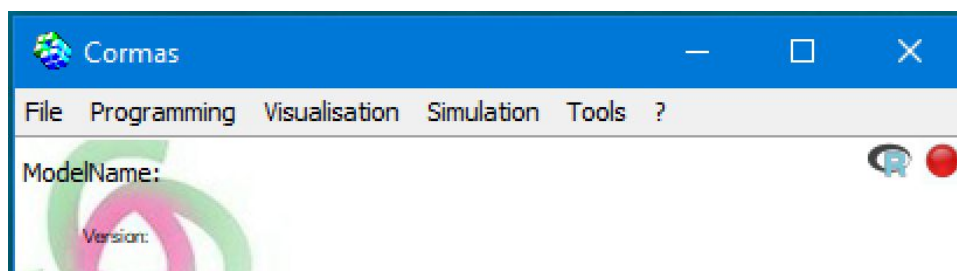 Cormas
File Programming Visualisation Simulation Tools ?
R
ModelName:
Version: